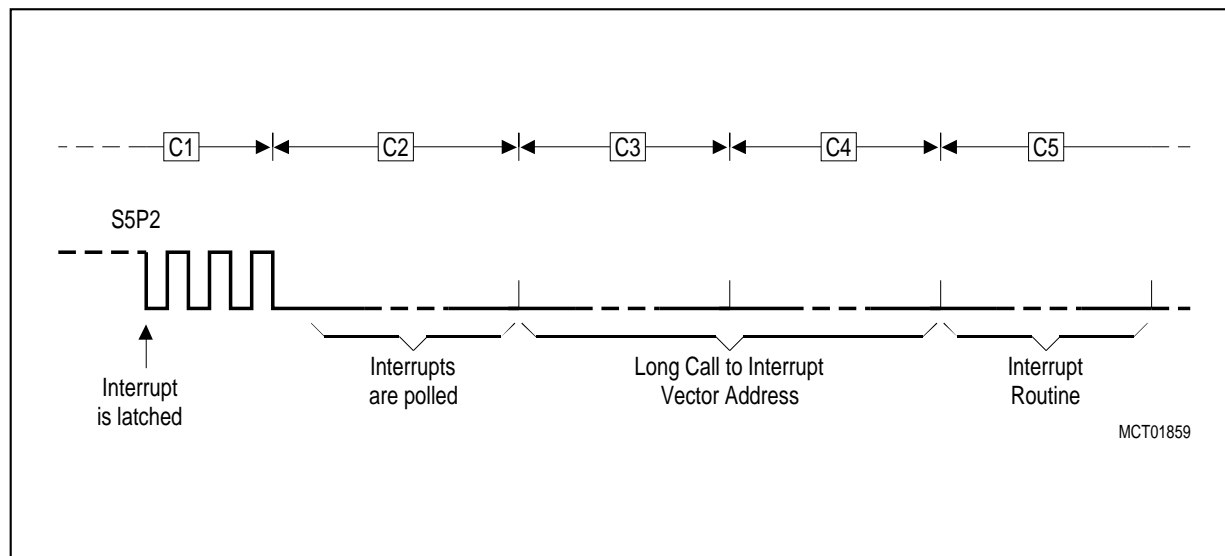 C1 C2 C3 C4 C5
S5P2
Interrupt
is latched
Interrupts
are polled
Long Call to Interrupt
Vector Address
Interrupt
Routine
MCT01859